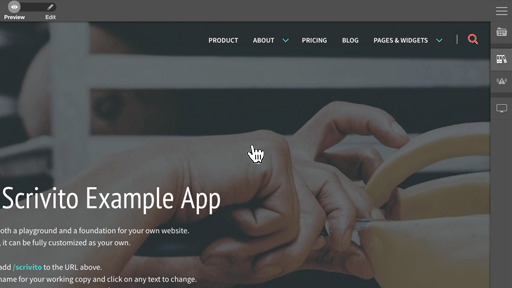 Preview Edit
PRODUCT ABOUT PRICING BLOG PAGES & WIDGETS
Scrivito Example App
oth a playground and a foundation for your own website.
, it can be fully customized as your own.
add /scrivito to the URL above.
name for your working copy and click on any text to change.